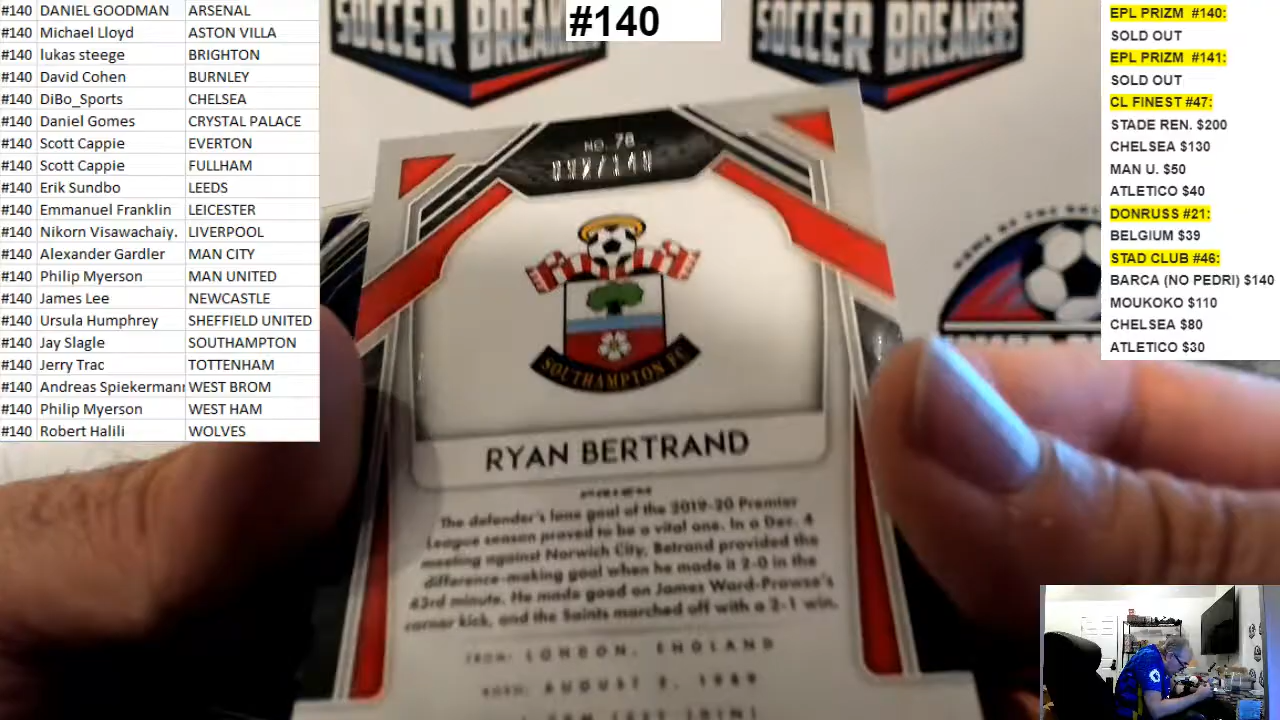 #140 DANIEL GOODMAN ARSENAL
#140 Michael Lloyd ASTON VILLA
#140 lukas steege BRIGHTON
#140 David Cohen BURNLEY
#140 DiBo_Sports CHELSEA
#140 Daniel Gomes CRYSTAL PALACE
#140 Scott Cappie EVERTON
#140 Scott Cappie FULLHAM
#140 Erik Sundbo LEEDS
#140 Emmanuel Franklin LEICESTER
#140 Nikorn Visawachaiy. LIVERPOOL
#140 Alexander Gardler MAN CITY
#140 Philip Myerson MAN UNITED
#140 James Lee NEWCASTLE
#140 Ursula Humphrey SHEFFIELD UNITED
#140 Jay Slagle SOUTHAMPTON
#140 Jerry Trac TOTTENHAM
#140 Andreas Spiekermann WEST BROM
#140 Philip Myerson WEST HAM
#140 Robert Halili WOLVES
#140
SOCCER BREAKERS
SOCCER BREAKERS
EPL PRIZM #140:
SOLD OUT
EPL PRIZM #141:
SOLD OUT
CL FINEST #47:
STADE REN. $200
CHELSEA $130
MAN U. $50
ATLETICO $40
DONRUSS #21:
BELGIUM $39
STAD CLUB #46:
BARCA (NO PEDRI) $140
MOUKOKO $110
CHELSEA $80
ATLETICO $30
NO. 78
092/149
SOUTHAMPTON FC
RYAN BERTRAND
The defender's lone goal of the 2019-20 Premier
League season proved to be a vital one. In a Dec. 4
meeting against Norwich City, Betrand provided the
difference-making goal when he made it 2-0 in the
43rd minute. He made good on James Ward-Prowse's
corner kick, and the Saints marched off with a 2-1 win.
FROM: LONDON, ENGLAND
BORN: AUGUST 5, 1989